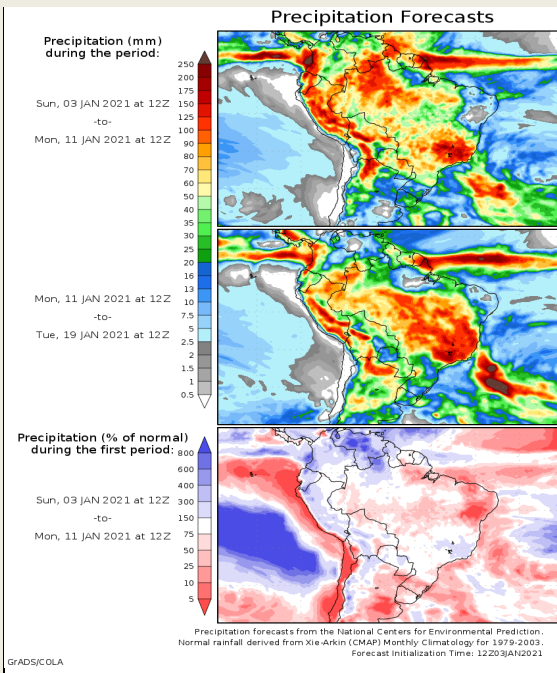 Precipitation Forecasts
Precipitation (mm)
during the period:
Sun, 03 JAN 2021 at 12Z
-to-
Mon, 11 JAN 2021 at 12Z
250
200
175
150
125
100
90
80
70
60
50
40
35
30
25
20
16
13
10
7.5
5
2.5
2
1.5
1
0.5
Mon, 11 JAN 2021 at 12Z
-to-
Tue, 19 JAN 2021 at 12Z
Precipitation (% of normal)
during the first period:
Sun, 03 JAN 2021 at 12Z
-to-
Mon, 11 JAN 2021 at 12Z
800
600
400
300
150
75
50
25
10
5
Precipitation forecasts from the National Centers for Environmental Prediction.
Normal rainfall derived from Xie-Arkin (CMAP) Monthly Climatology for 1979-2003.
Forecast Initialization Time: 12Z03JAN2021
GrADS/COLA